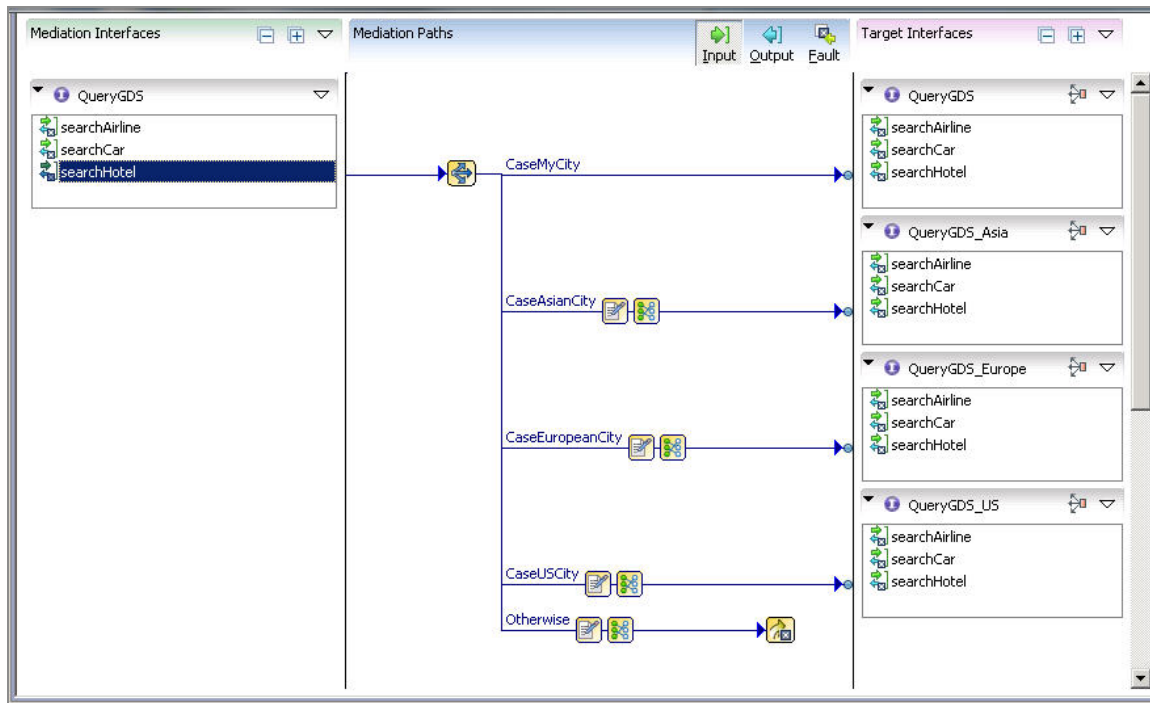 Mediation Interfaces
Mediation Paths
Input Output Fault
Target Interfaces
QueryGDS
searchAirline
searchCar
searchHotel
CaseMyCity
CaseAsianCity
CaseEuropeanCity
CaseUSCity
Otherwise
QueryGDS
searchAirline
searchCar
searchHotel
QueryGDS_Asia
searchAirline
searchCar
searchHotel
QueryGDS_Europe
searchAirline
searchCar
searchHotel
QueryGDS_US
searchAirline
searchCar
searchHotel